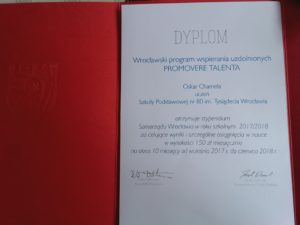 DYPLOM
Wrocławski program wspierania uzdolnionych
PROMOVERE TALENTA
Oskar Chamela
uczeń
Szkoły Podstawowej nr 80 im. Tysiąclecia Wrocławia
otrzymuje stypendium
Samorządu Wrocławia w roku szkolnym 2017/2018
za celujące wyniki i szczególne osiągnięcia w nauce
w wysokości 150 zł miesięcznie
na okres 10 miesięcy od września 2017 r. do czerwca 2018 r.